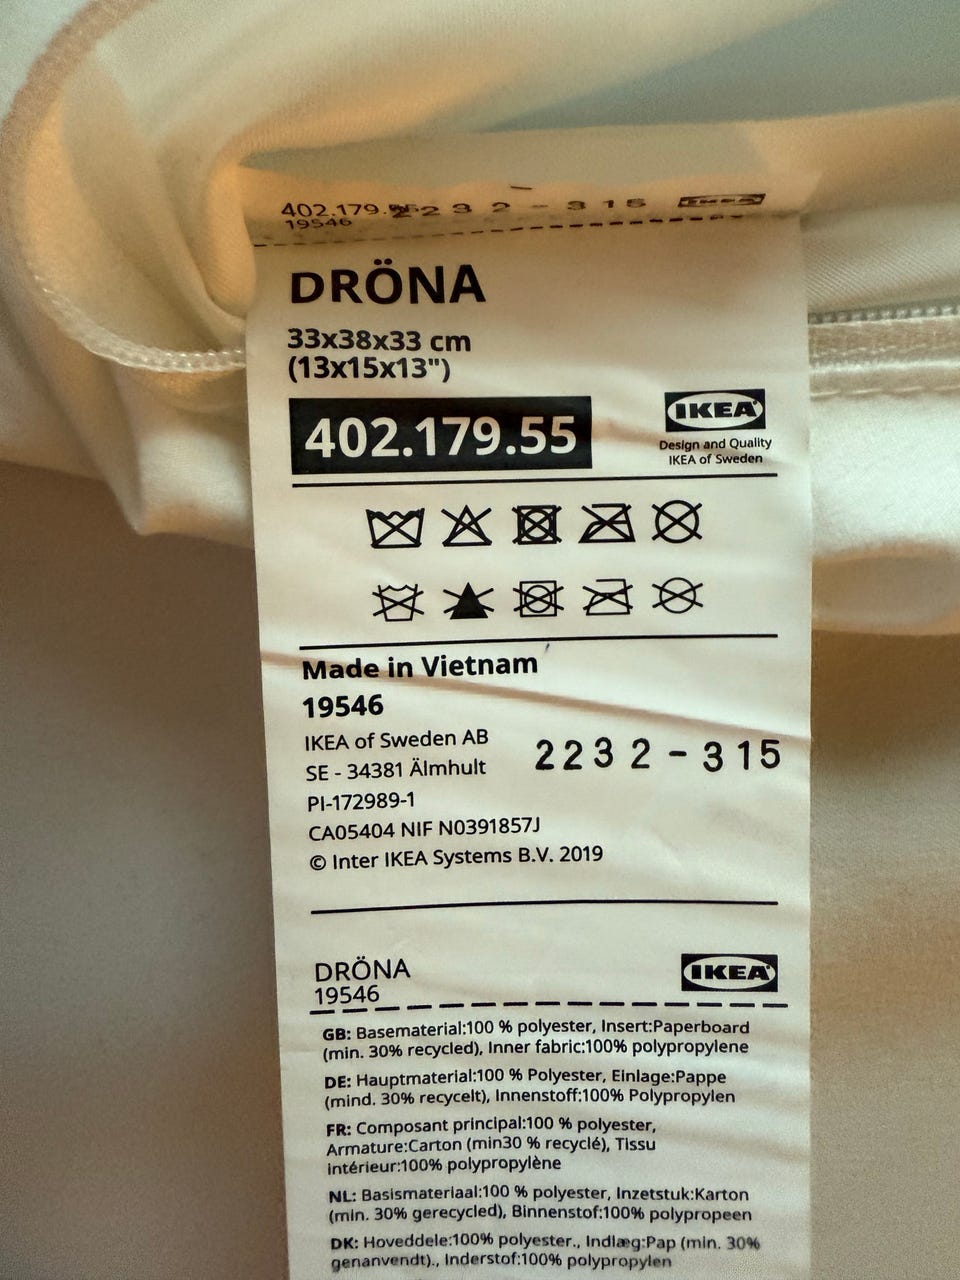 402.179.55 2232-315 IKEA
19546
DRÖNA
33x38x33 cm
(13x15x13")
402.179.55
IKEA
Design and Quality
IKEA of Sweden
Made in Vietnam
19546
IKEA of Sweden AB
SE - 34381 Älmhult
2232-315
PI-172989-1
CA05404 NIF N0391857J
© Inter IKEA Systems B.V. 2019
DRÖNA
IKEA
19546
GB: Basematerial:100 % polyester, Insert:Paperboard
(min. 30% recycled), Inner fabric:100% polypropylene
DE: Hauptmaterial:100 % Polyester, Einlage:Pappe
(mind. 30% recycelt), Innenstoff:100% Polypropylen
FR: Composant principal:100 % polyester,
Armature:Carton (min30 % recyclé), Tissu
intérieur:100% polypropylène
NL: Basismateriaal:100 % polyester, Inzetstuk:Karton
(min. 30% gerecycled), Binnenstof:100% polypropeen
DK: Hoveddele:100% polyester., Indlæg:Pap (min. 30%
genanvendt)., Inderstof:100% polypropylen